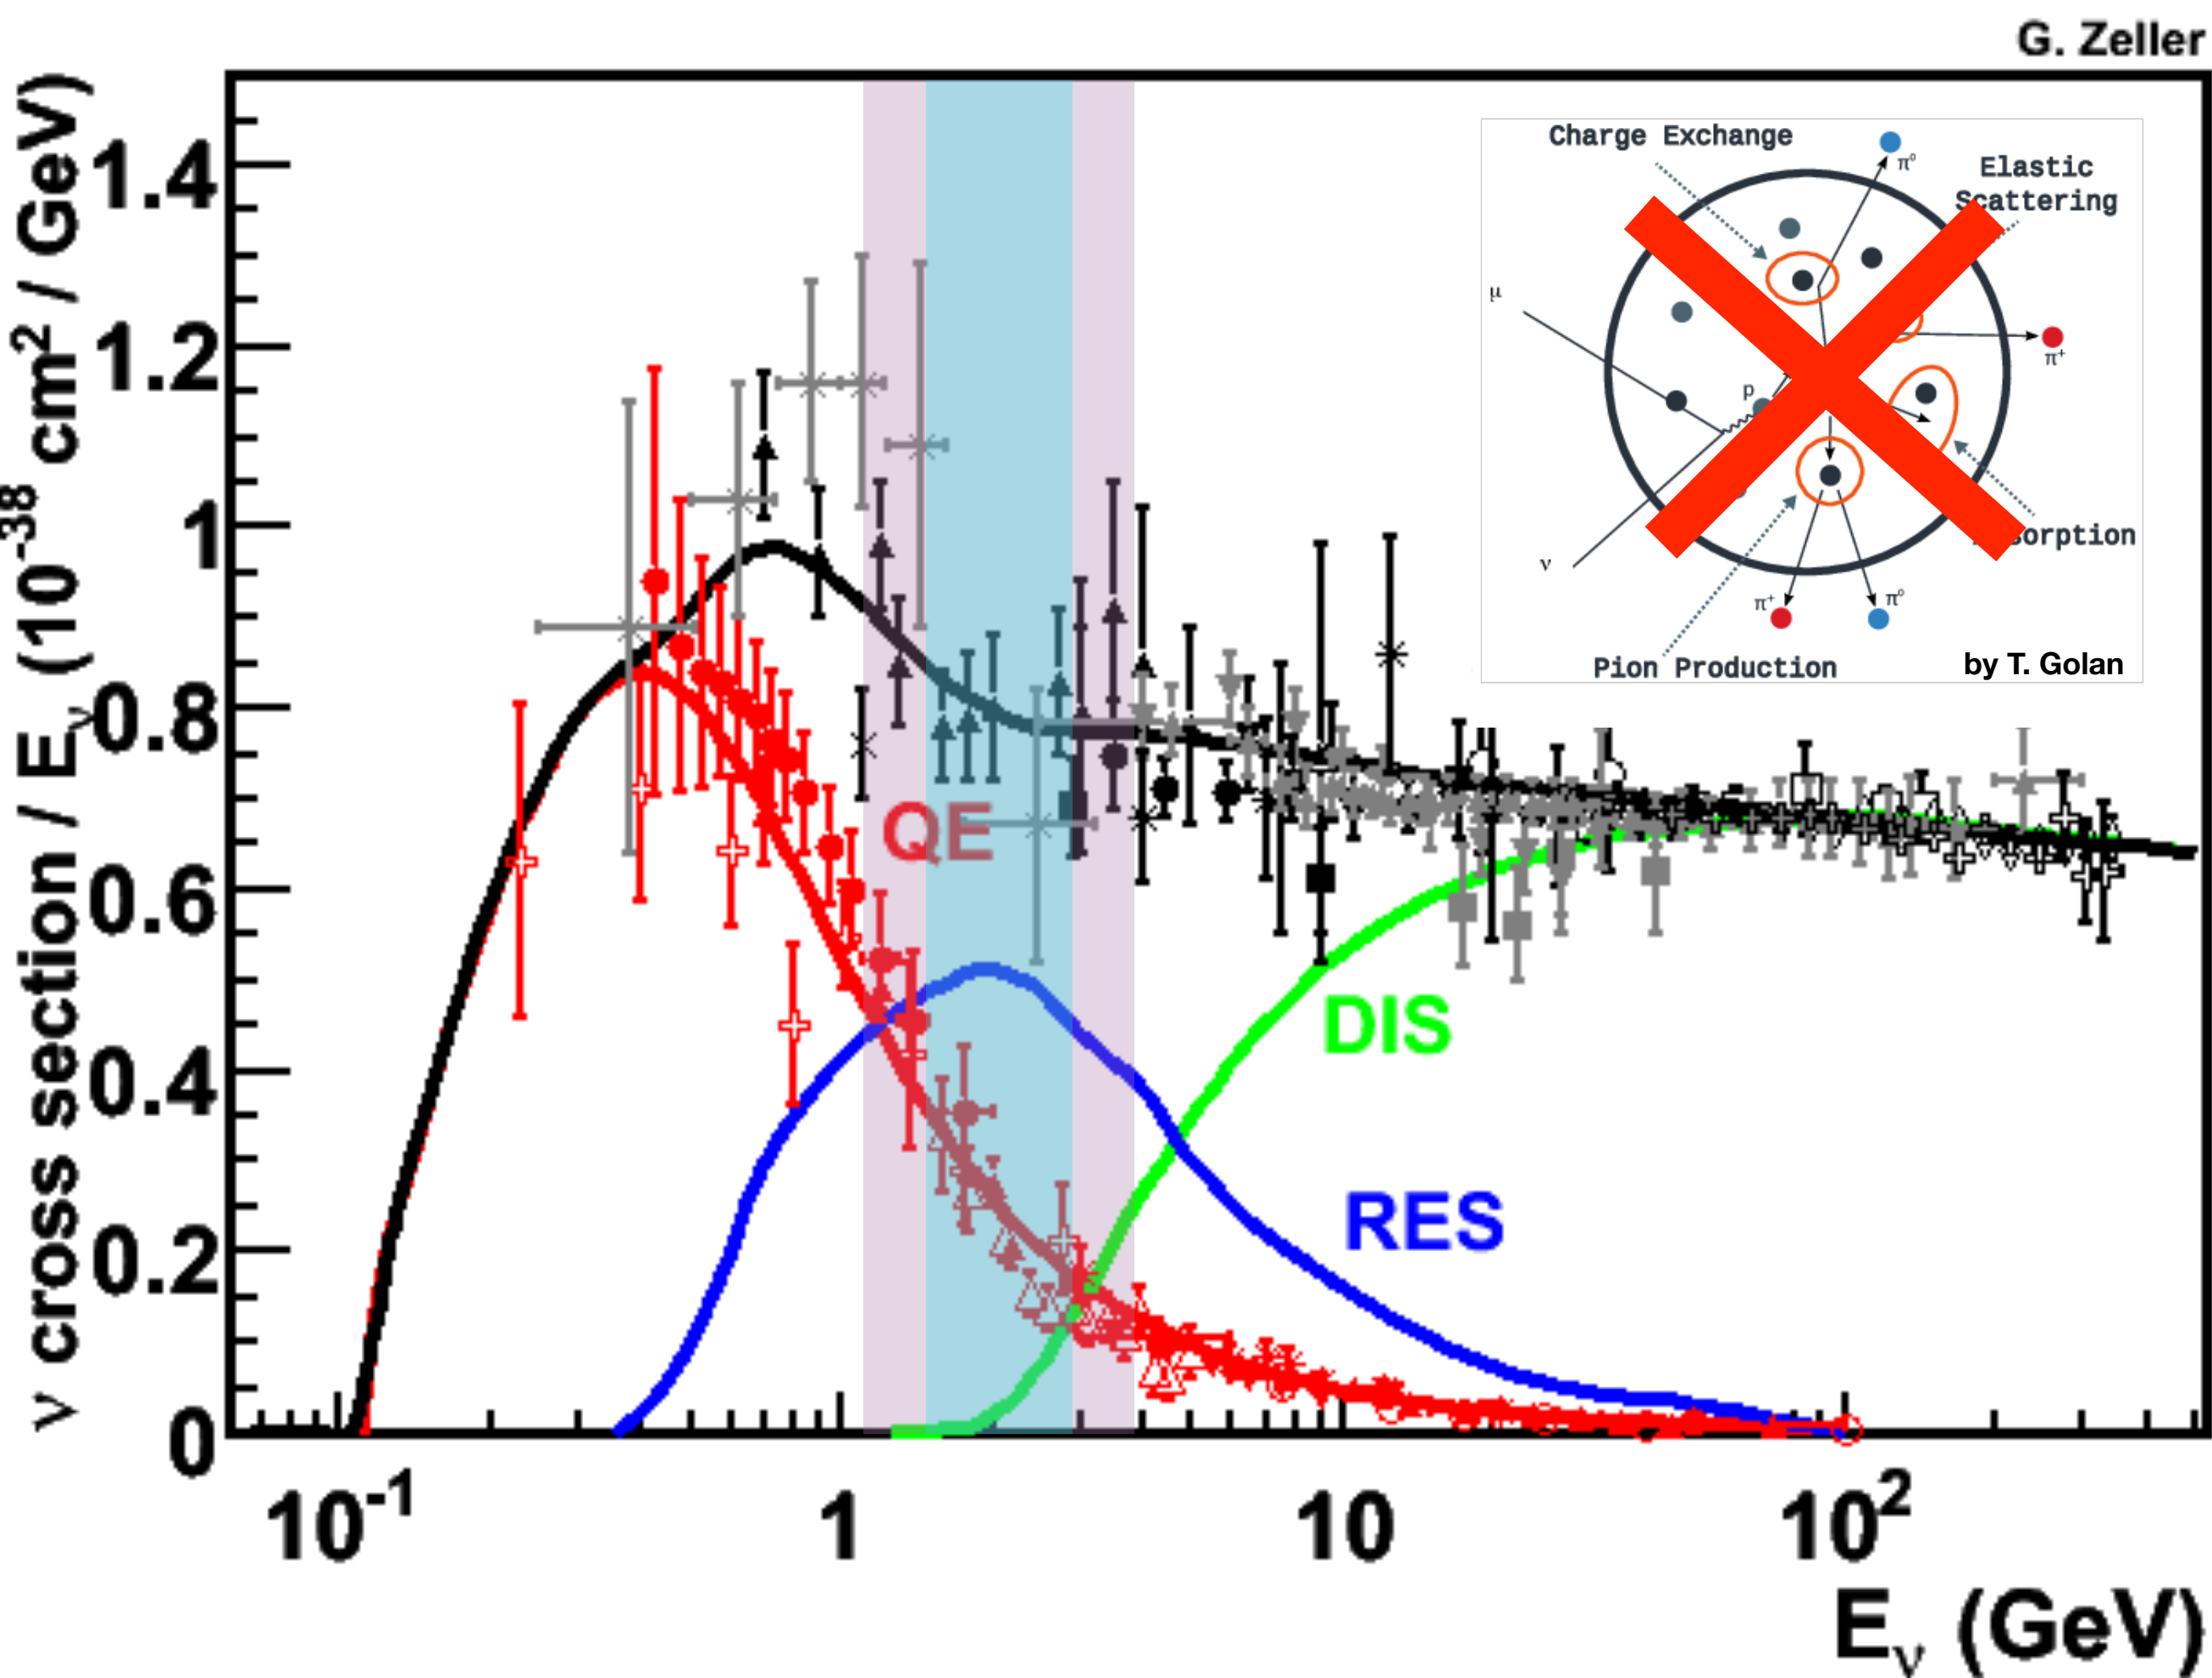 G. Zeller
ν cross section / Eν (10-38 cm2 / GeV)
1.4
1.2
1
0.8
0.6
0.4
0.2
0
QE
DIS
RES
Charge Exchange
π0
Elastic
Scattering
μ
π+
p
ν
π+
π0
Pion Production
by T. Golan
10-1
1
10
102
Eν (GeV)